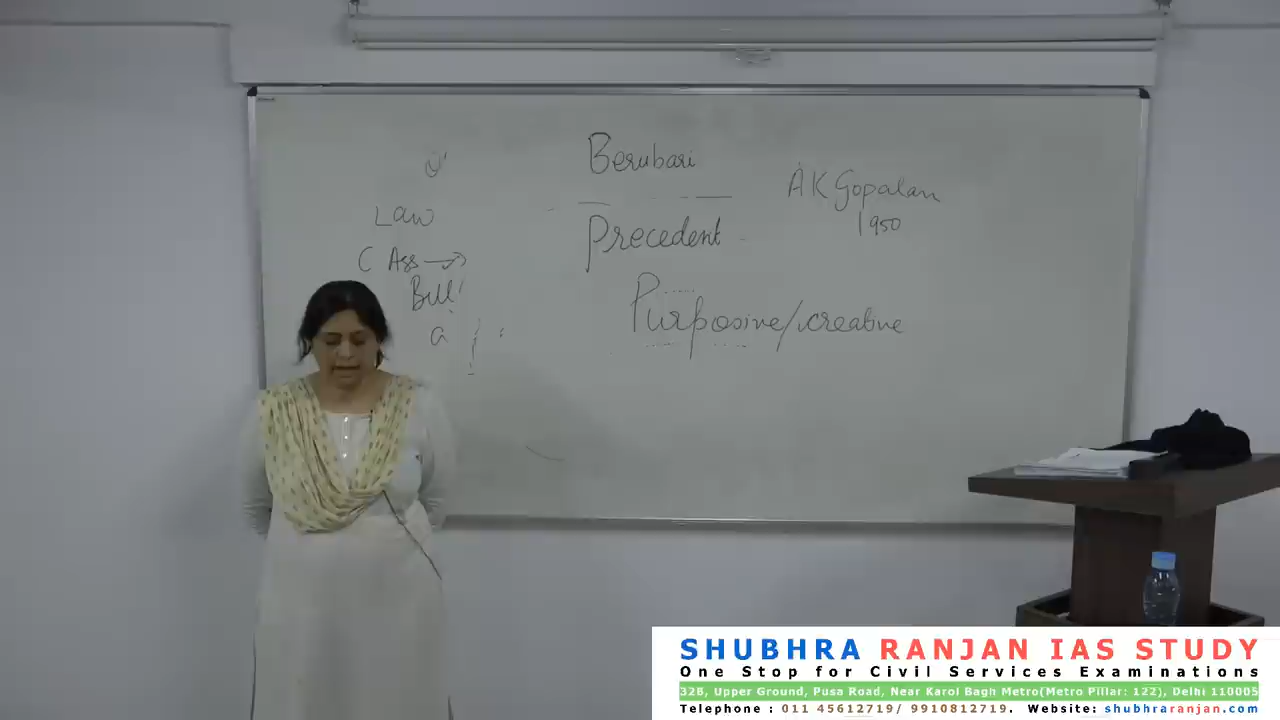 Berubari
AK Gopalan
1950
Law
Precedent
C Ass →
Bill
a
Purposive/creative
SHUBHRA RANJAN IAS STUDY
One Stop for Civil Services Examinations
32B, Upper Ground, Pusa Road, Near Karol Bagh Metro(Metro Pillar: 122), Delhi 110005
Telephone : 011 45612719/ 9910812719. Website: shubhraranjan.com